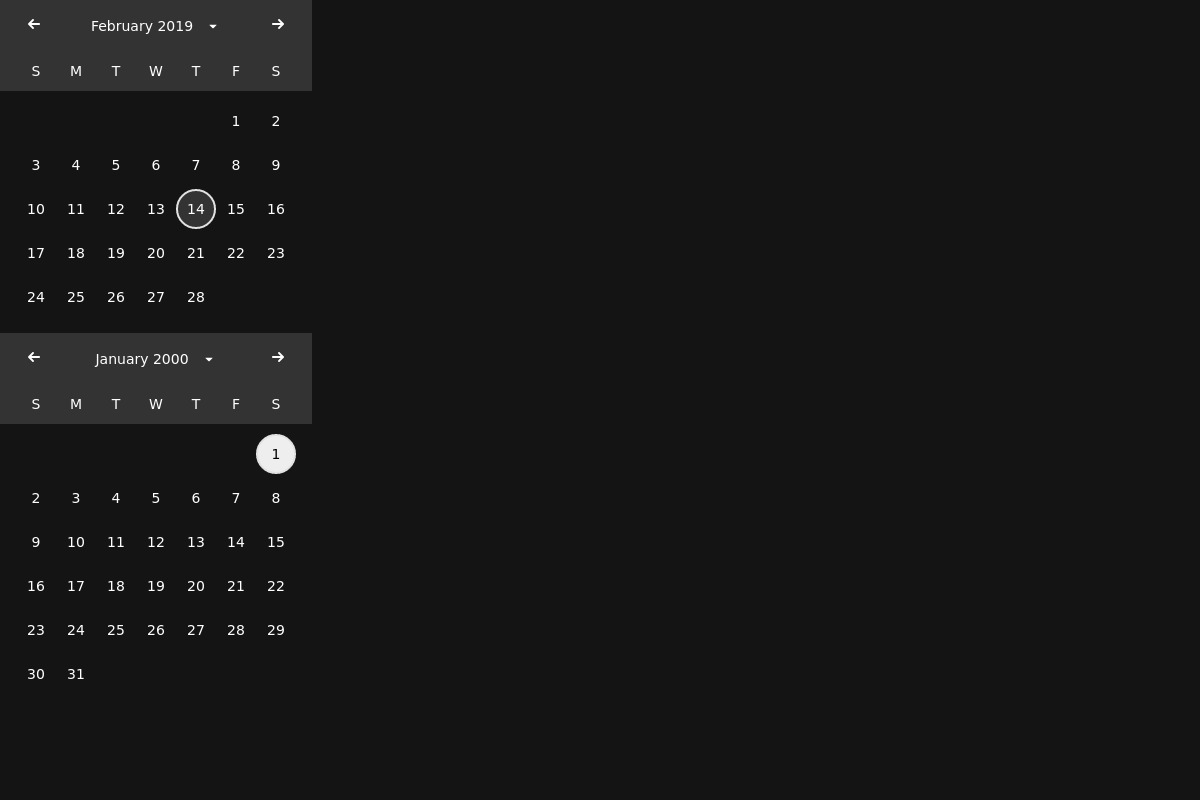 February 2019
S M T W T F S
1 2
3 4 5 6 7 8 9
10 11 12 13 14 15 16
17 18 19 20 21 22 23
24 25 26 27 28
January 2000
S M T W T F S
1
2 3 4 5 6 7 8
9 10 11 12 13 14 15
16 17 18 19 20 21 22
23 24 25 26 27 28 29
30 31